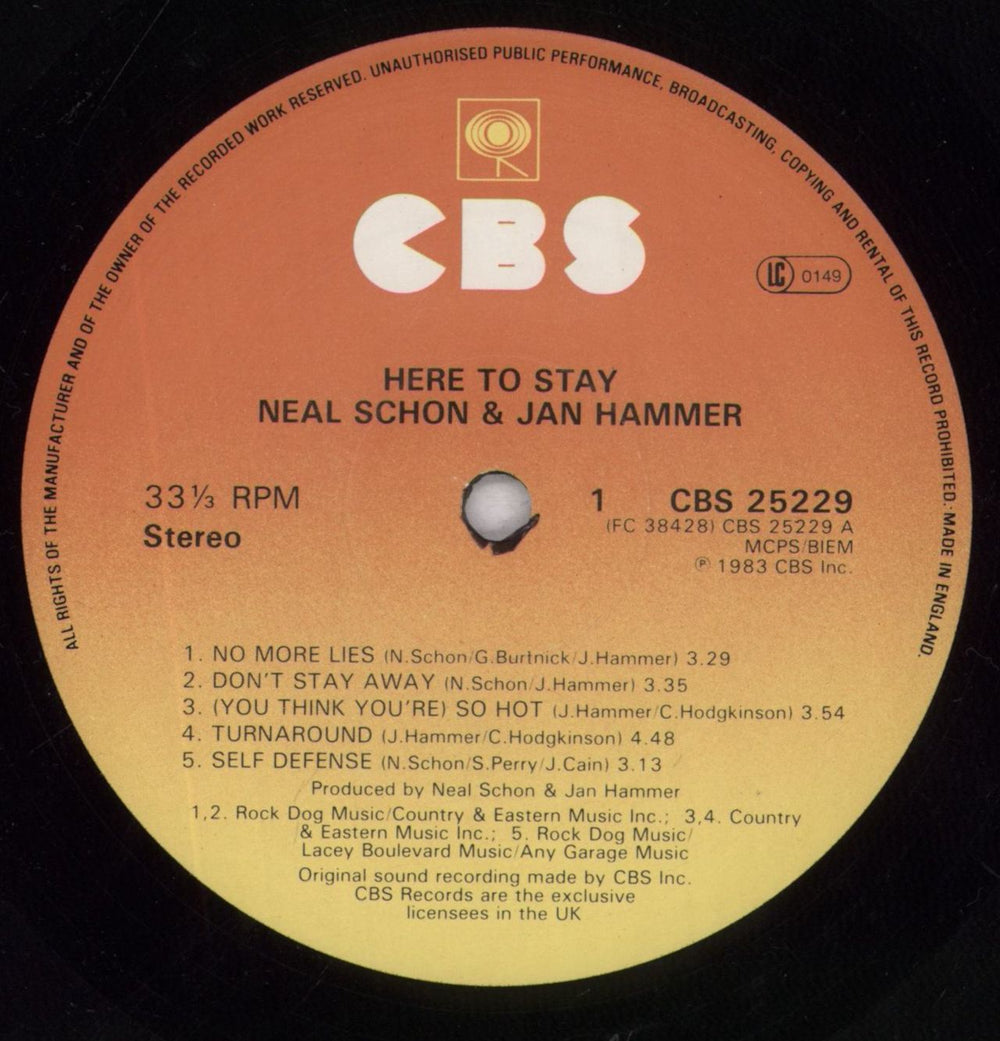 ALL RIGHTS OF THE MANUFACTURER AND OF THE OWNER OF THE RECORDED WORK RESERVED. UNAUTHORISED PUBLIC PERFORMANCE, BROADCASTING, COPYING AND RENTAL OF THIS RECORD PROHIBITED. MADE IN ENGLAND.
CBS
LC 0149
HERE TO STAY
NEAL SCHON & JAN HAMMER
33⅓ RPM
Stereo
1 CBS 25229
(FC 38428) CBS 25229 A
MCPS/BIEM
℗ 1983 CBS Inc.
1. NO MORE LIES (N.Schon/G.Burtnick/J.Hammer) 3.29
2. DON'T STAY AWAY (N.Schon/J.Hammer) 3.35
3. (YOU THINK YOU'RE) SO HOT (J.Hammer/C.Hodgkinson) 3.54
4. TURNAROUND (J.Hammer/C.Hodgkinson) 4.48
5. SELF DEFENSE (N.Schon/S.Perry/J.Cain) 3.13
Produced by Neal Schon & Jan Hammer
1,2. Rock Dog Music/Country & Eastern Music Inc.; 3,4. Country
& Eastern Music Inc.; 5. Rock Dog Music/
Lacey Boulevard Music/Any Garage Music
Original sound recording made by CBS Inc.
CBS Records are the exclusive
licensees in the UK